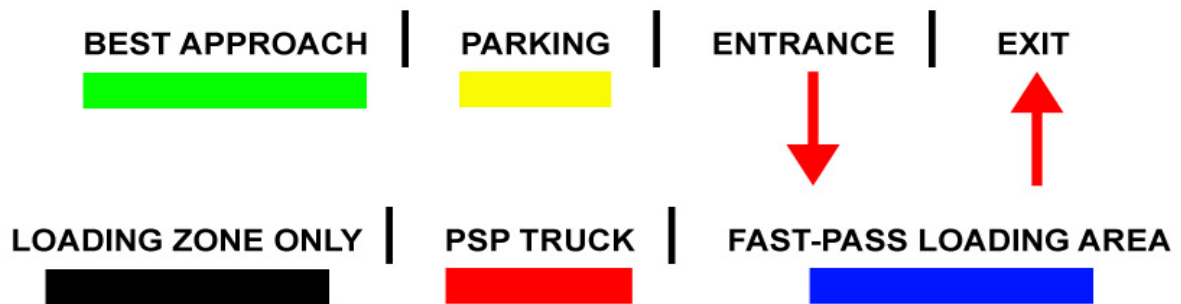 BEST APPROACH | PARKING | ENTRANCE | EXIT
LOADING ZONE ONLY | PSP TRUCK | FAST-PASS LOADING AREA